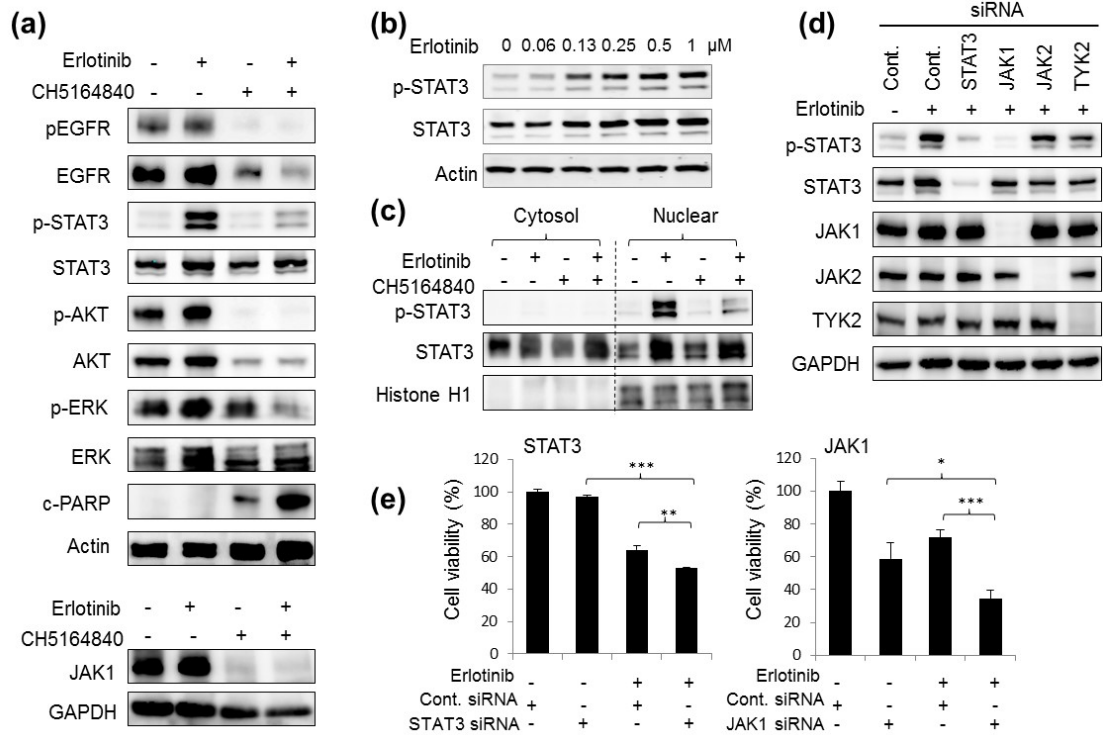 (a)
Erlotinib - + - +
CH5164840 - - + +
pEGFR
EGFR
p-STAT3
STAT3
p-AKT
AKT
p-ERK
ERK
c-PARP
Actin
Erlotinib - + - +
CH5164840 - - + +
JAK1
GAPDH
(b)
Erlotinib 0 0.06 0.13 0.25 0.5 1 μM
p-STAT3
STAT3
Actin
(c)
Cytosol Nuclear
Erlotinib - + - + - + - +
CH5164840 - - + + - - + +
p-STAT3
STAT3
Histone H1
(d)
siRNA
Cont. Cont. STAT3 JAK1 JAK2 TYK2
Erlotinib - + + + + +
p-STAT3
STAT3
JAK1
JAK2
TYK2
GAPDH
(e)
STAT3
Cell viability (%)
120
100
80
60
40
20
0
***
**
Erlotinib - - + +
Cont. siRNA + - + -
STAT3 siRNA - + - +
JAK1
Cell viability (%)
120
100
80
60
40
20
0
*
***
Erlotinib - - + +
Cont. siRNA + - + -
JAK1 siRNA - + - +